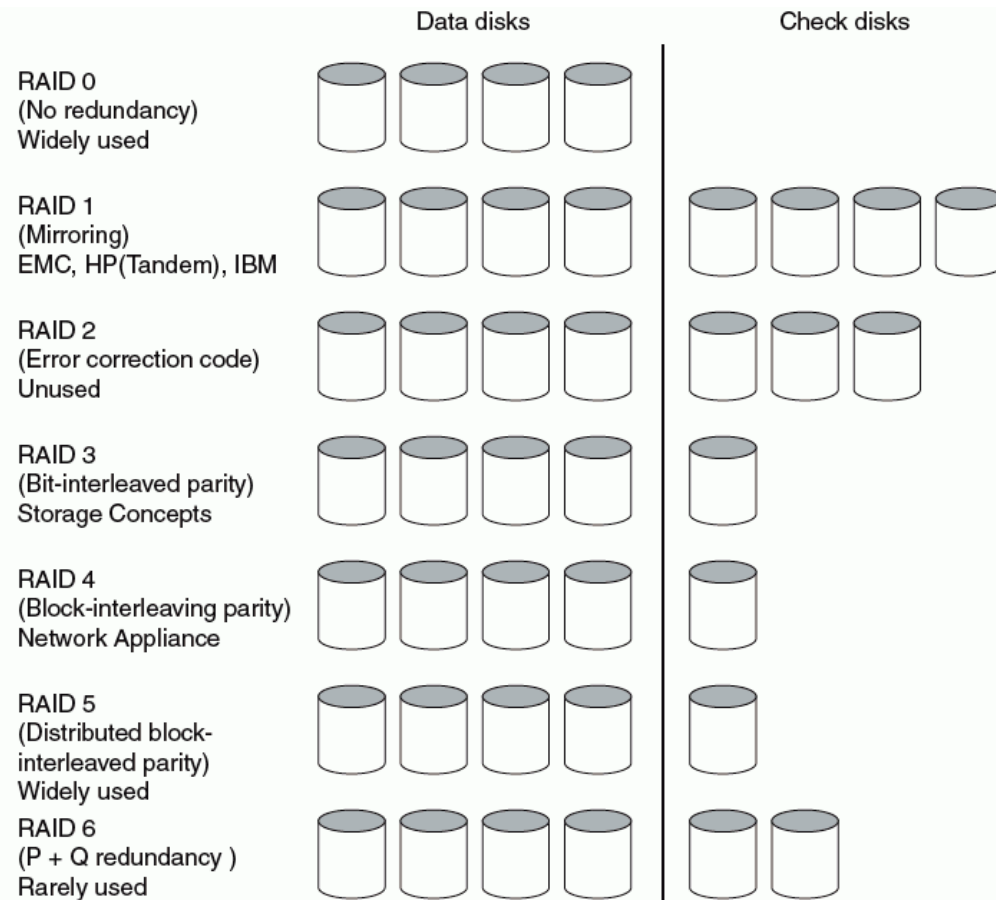 Data disks
Check disks
RAID 0
(No redundancy)
Widely used
RAID 1
(Mirroring)
EMC, HP(Tandem), IBM
RAID 2
(Error correction code)
Unused
RAID 3
(Bit-interleaved parity)
Storage Concepts
RAID 4
(Block-interleaving parity)
Network Appliance
RAID 5
(Distributed block-
interleaved parity)
Widely used
RAID 6
(P + Q redundancy )
Rarely used